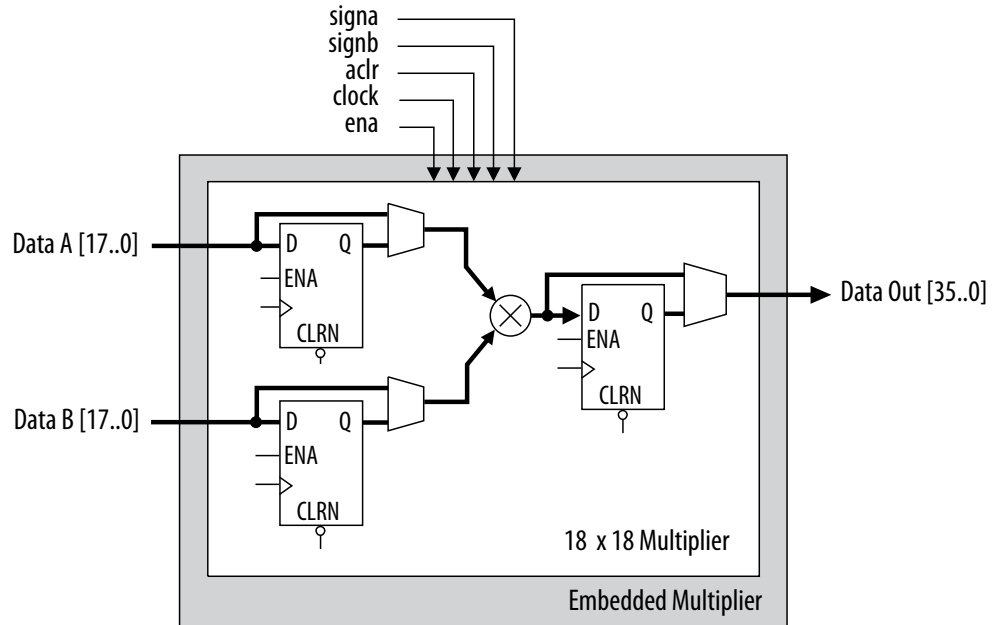 signa
signb
aclr
clock
ena
Data A [17..0]
D Q
ENA
CLRN
Data Out [35..0]
D Q
ENA
CLRN
Data B [17..0]
D Q
ENA
CLRN
18 x 18 Multiplier
Embedded Multiplier